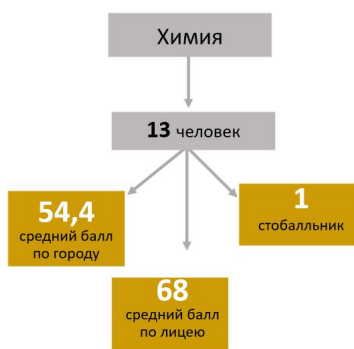 Химия
13 человек
54,4
средний балл
по городу
1
стобалльник
68
средний балл
по лицею